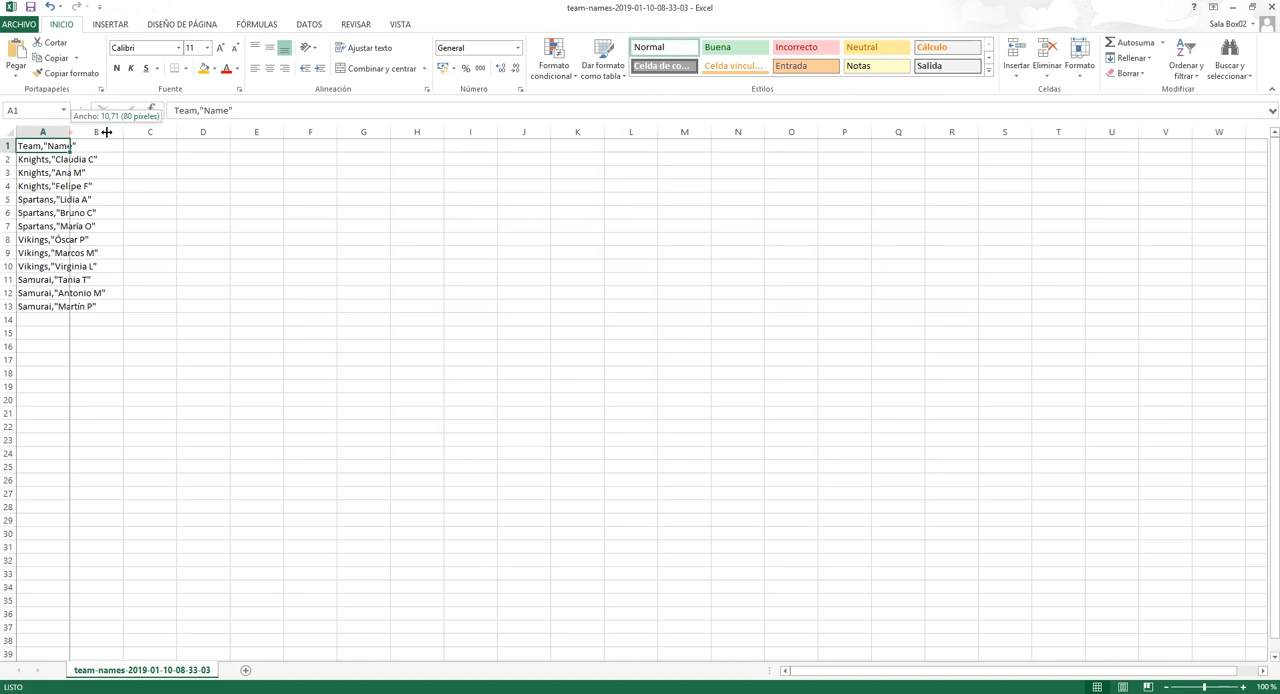 team-names-2019-01-10-08-33-03 - Excel
ARCHIVO INICIO INSERTAR DISEÑO DE PÁGINA FÓRMULAS DATOS REVISAR VISTA Sala Box02
Pegar
Cortar
Copiar
Copiar formato
Portapapeles
Calibri 11
N K S
Fuente
Ajustar texto
Combinar y centrar
Alineación
General
% 000
Número
Formato condicional
Dar formato como tabla
Normal Buena Incorrecto Neutral Cálculo
Celda de co... Celda vincul... Entrada Notas Salida
Estilos
Insertar Eliminar Formato
Celdas
Autosuma
Rellenar
Borrar
Ordenar y filtrar
Buscar y seleccionar
Modificar
A1 Team,"Name"
Ancho: 10,71 (80 píxeles)
A B C D E F G H I J K L M N O P Q R S T U V W
1 Team,"Name"
2 Knights,"Claudia C"
3 Knights,"Ana M"
4 Knights,"Felipe F"
5 Spartans,"Lidia A"
6 Spartans,"Bruno C"
7 Spartans,"María O"
8 Vikings,"Óscar P"
9 Vikings,"Marcos M"
10 Vikings,"Virginia L"
11 Samurai,"Tania T"
12 Samurai,"Antonio M"
13 Samurai,"Martín P"
14
15
16
17
18
19
20
21
22
23
24
25
26
27
28
29
30
31
32
33
34
35
36
37
38
39
team-names-2019-01-10-08-33-03
LISTO 100 %